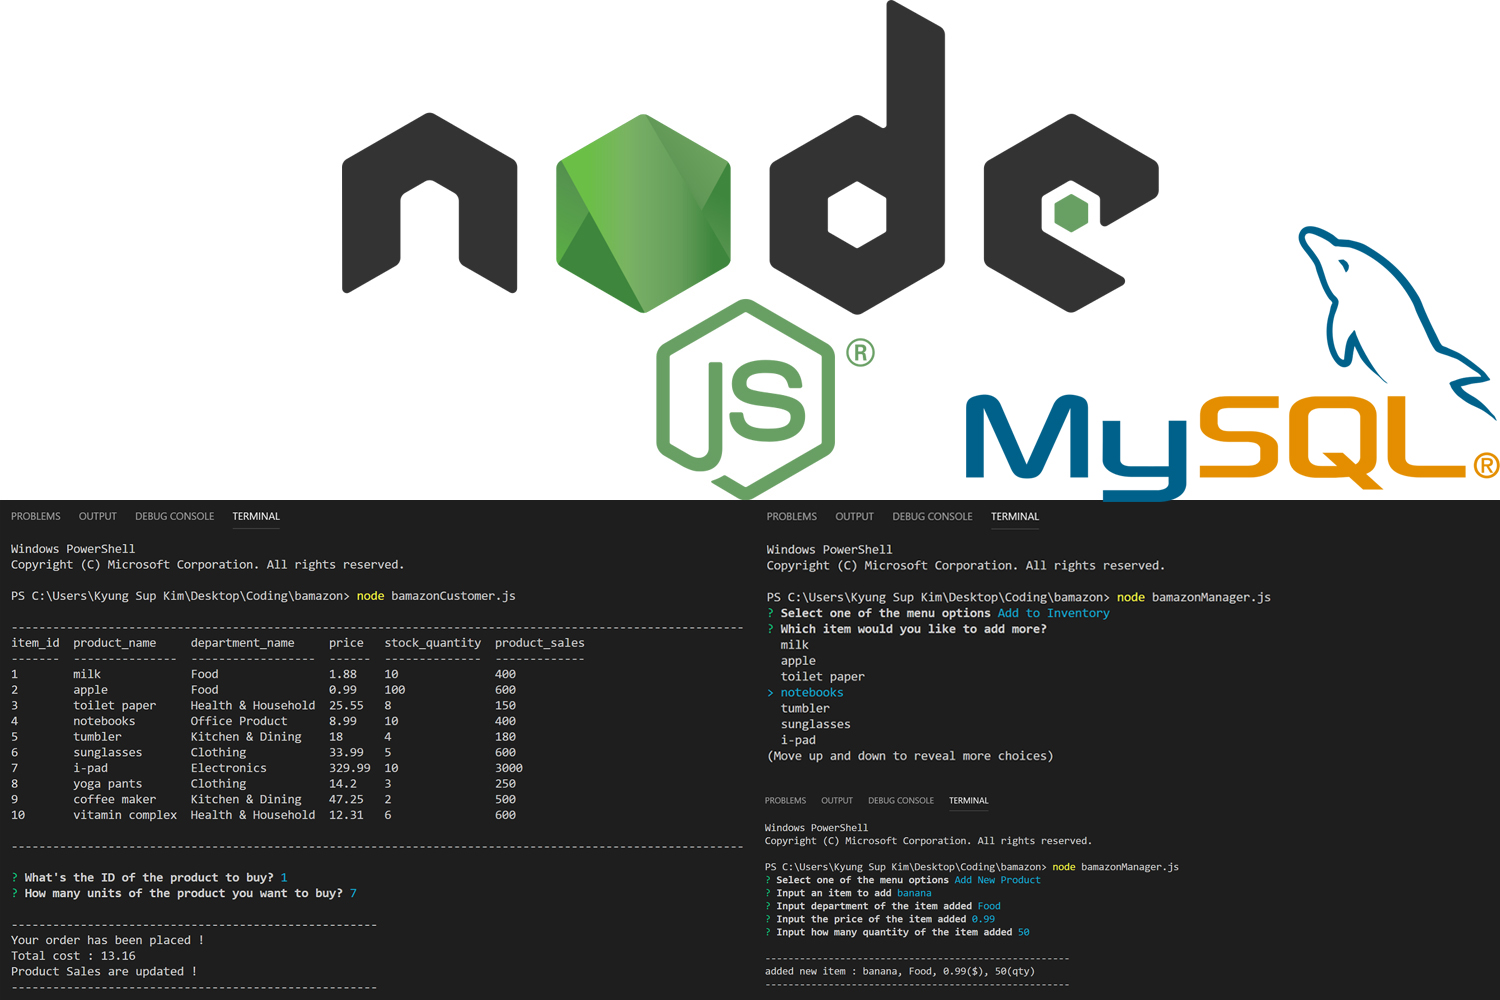 node
JS®
MySQL®
PROBLEMS OUTPUT DEBUG CONSOLE TERMINAL
Windows PowerShell
Copyright (C) Microsoft Corporation. All rights reserved.
PS C:\Users\Kyung Sup Kim\Desktop\Coding\bamazon> node bamazonCustomer.js
----------------------------------------------------------------------------------------------------------
item_id product_name department_name price stock_quantity product_sales
------- --------------- ------------------ ------ -------------- -------------
1 milk Food 1.88 10 400
2 apple Food 0.99 100 600
3 toilet paper Health & Household 25.55 8 150
4 notebooks Office Product 8.99 10 400
5 tumbler Kitchen & Dining 18 4 180
6 sunglasses Clothing 33.99 5 600
7 i-pad Electronics 329.99 10 3000
8 yoga pants Clothing 14.2 3 250
9 coffee maker Kitchen & Dining 47.25 2 500
10 vitamin complex Health & Household 12.31 6 600
----------------------------------------------------------------------------------------------------------
? What's the ID of the product to buy? 1
? How many units of the product you want to buy? 7
-----------------------------------------------------
Your order has been placed !
Total cost : 13.16
Product Sales are updated !
-----------------------------------------------------
PROBLEMS OUTPUT DEBUG CONSOLE TERMINAL
Windows PowerShell
Copyright (C) Microsoft Corporation. All rights reserved.
PS C:\Users\Kyung Sup Kim\Desktop\Coding\bamazon> node bamazonManager.js
? Select one of the menu options Add to Inventory
? Which item would you like to add more?
milk
apple
toilet paper
> notebooks
tumbler
sunglasses
i-pad
(Move up and down to reveal more choices)
PROBLEMS OUTPUT DEBUG CONSOLE TERMINAL
Windows PowerShell
Copyright (C) Microsoft Corporation. All rights reserved.
PS C:\Users\Kyung Sup Kim\Desktop\Coding\bamazon> node bamazonManager.js
? Select one of the menu options Add New Product
? Input an item to add banana
? Input department of the item added Food
? Input the price of the item added 0.99
? Input how many quantity of the item added 50
-----------------------------------------------------
added new item : banana, Food, 0.99($), 50(qty)
-----------------------------------------------------